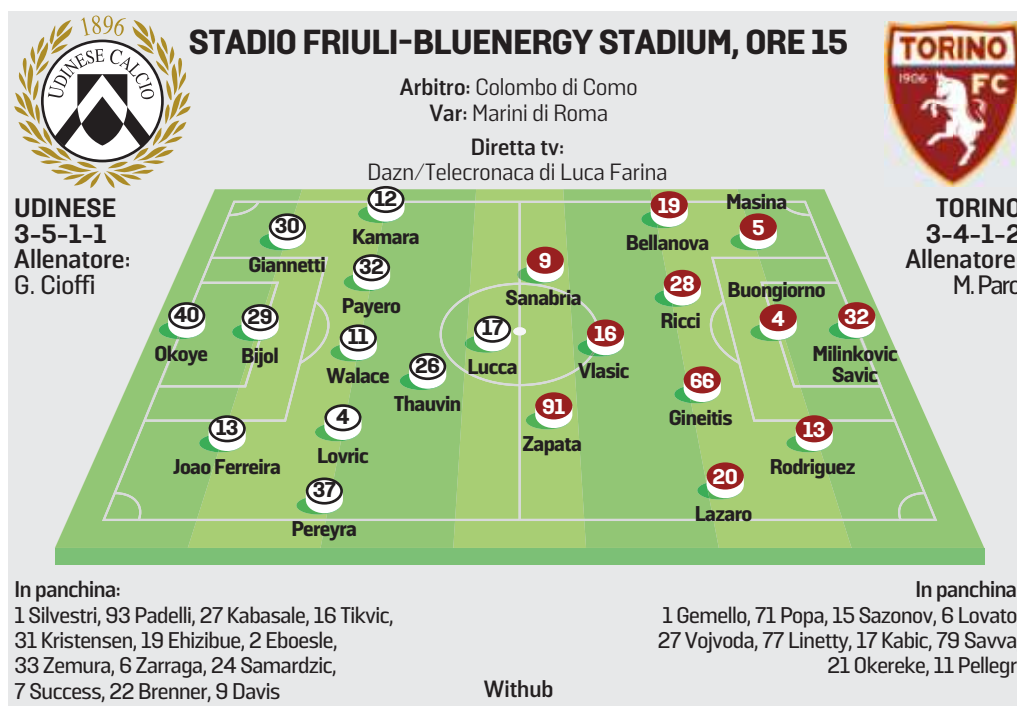 1896
UDINESE CALCIO
STADIO FRIULI-BLUENERGY STADIUM, ORE 15
Arbitro: Colombo di Como
Var: Marini di Roma
Diretta tv:
Dazn/Telecronaca di Luca Farina
TORINO
1906
FC
UDINESE
3-5-1-1
Allenatore:
G. Cioffi
TORINO
3-4-1-2
Allenatore
M. Paro
12
Kamara
30
Giannetti
32
Payero
40
Okoye
29
Bijol
11
Walace
26
Thauvin
17
Lucca
13
Joao Ferreira
4
Lovric
37
Pereyra
9
Sanabria
16
Vlasic
91
Zapata
19
Bellanova
Masina
5
28
Ricci
Buongiorno
4
32
Milinkovic
Savic
66
Gineitis
13
Rodriguez
20
Lazaro
In panchina:
1 Silvestri, 93 Padelli, 27 Kabasale, 16 Tikvic,
31 Kristensen, 19 Ehizibue, 2 Eboesle,
33 Zemura, 6 Zarraga, 24 Samardzic,
7 Success, 22 Brenner, 9 Davis
Withub
In panchina
1 Gemello, 71 Popa, 15 Sazonov, 6 Lovato
27 Vojvoda, 77 Linetty, 17 Kabic, 79 Savva
21 Okereke, 11 Pellegr